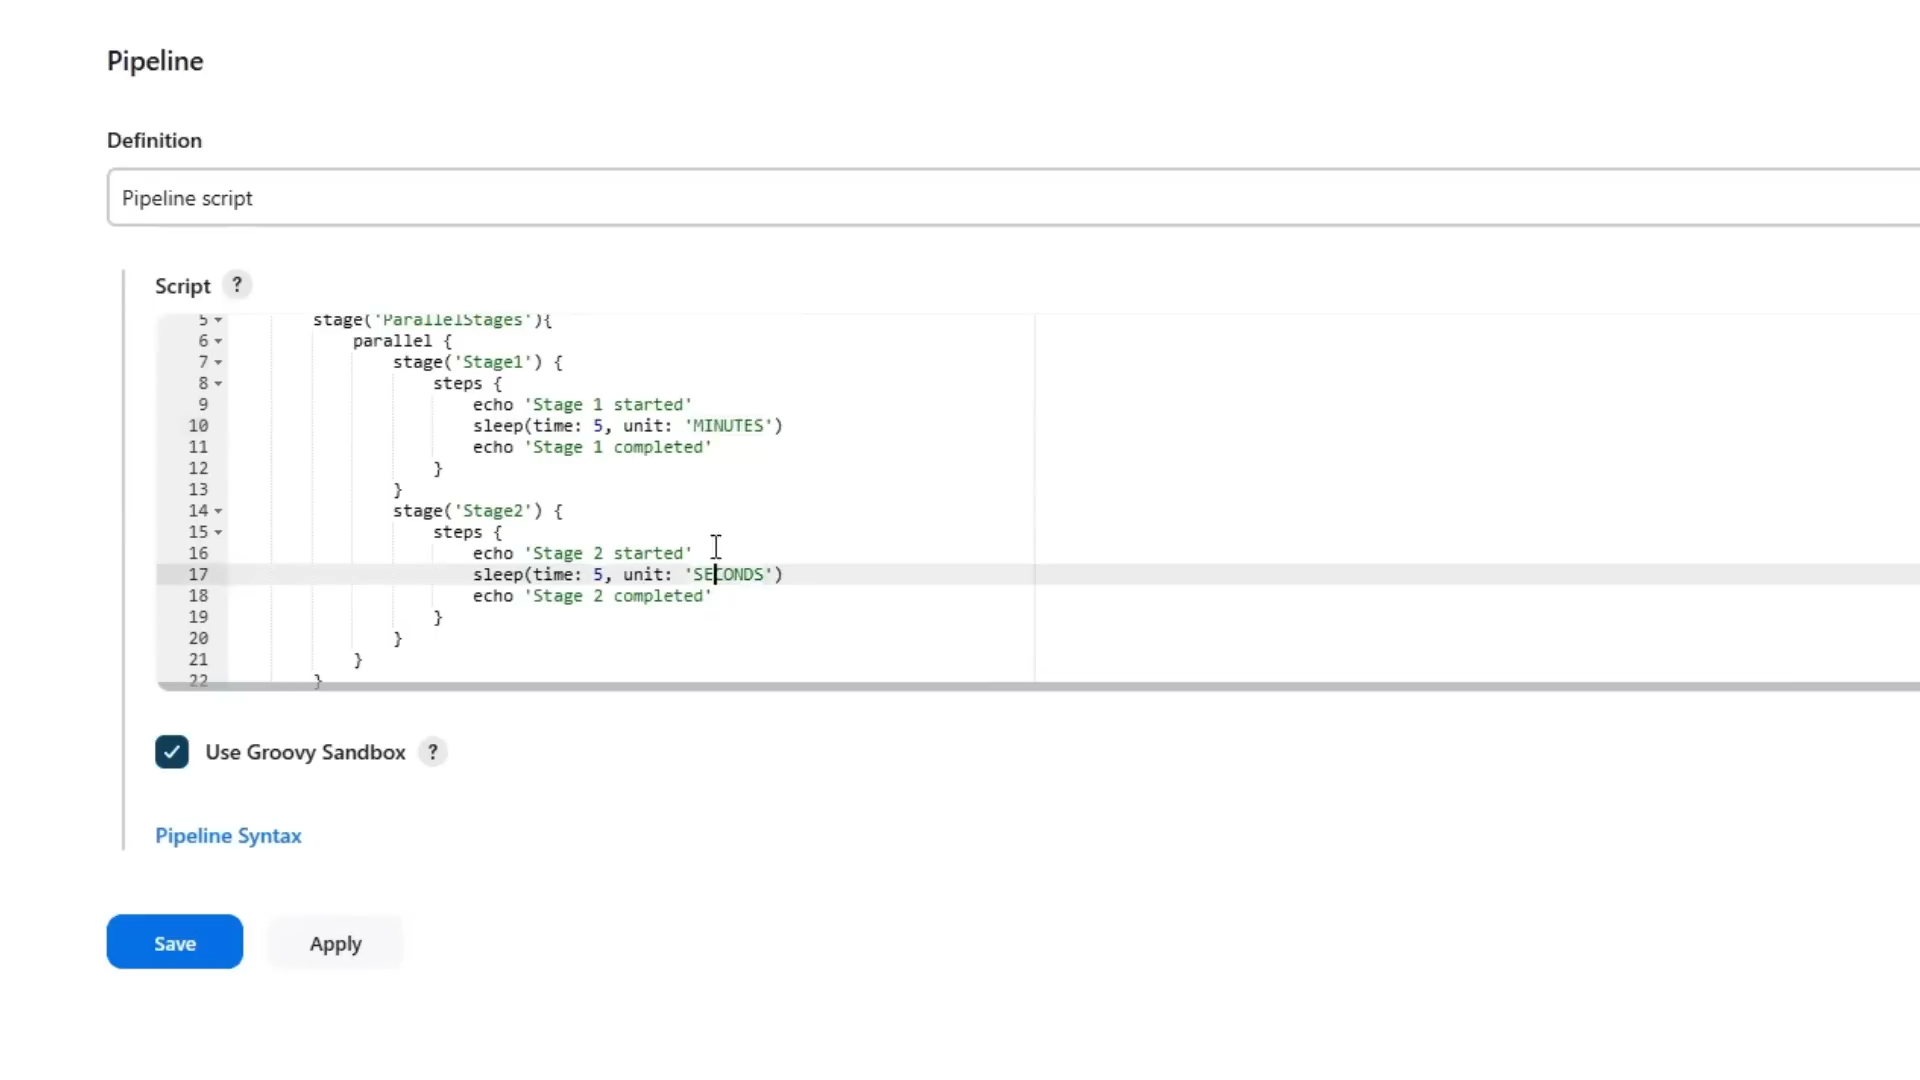 Pipeline
Definition
Pipeline script
Script ?
5 stage('ParallelStages'){
6 parallel {
7 stage('Stage1') {
8 steps {
9 echo 'Stage 1 started'
10 sleep(time: 5, unit: 'MINUTES')
11 echo 'Stage 1 completed'
12 }
13 }
14 stage('Stage2') {
15 steps {
16 echo 'Stage 2 started'
17 sleep(time: 5, unit: 'SECONDS')
18 echo 'Stage 2 completed'
19 }
20 }
21 }
22 }
Use Groovy Sandbox ?
Pipeline Syntax
Save Apply